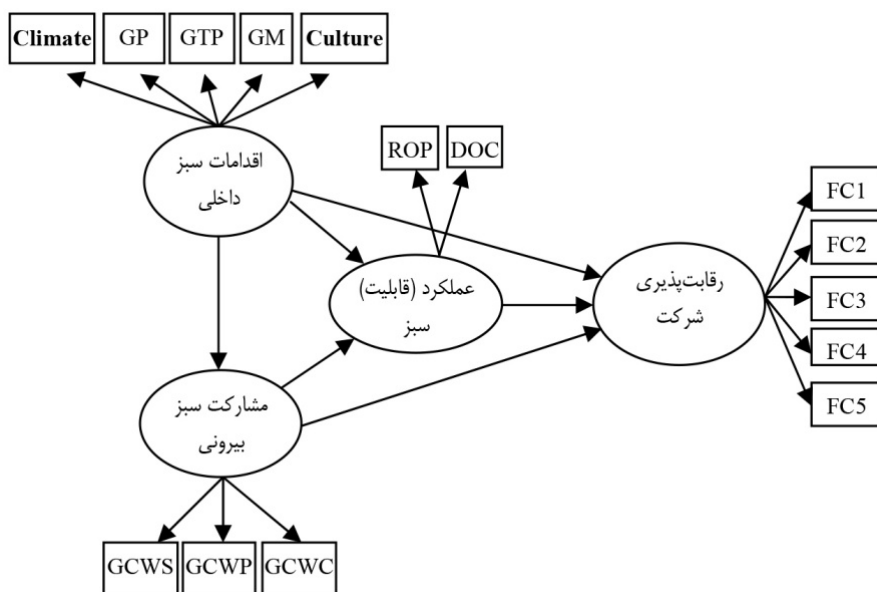 Climate GP GTP GM Culture
ROP DOC
اقدامات سبز
داخلی
FC1
FC2
رقابت‌پذیری
شرکت
عملکرد (قابلیت)
سبز
FC3
FC4
FC5
مشارکت سبز
بیرونی
GCWS GCWP GCWC